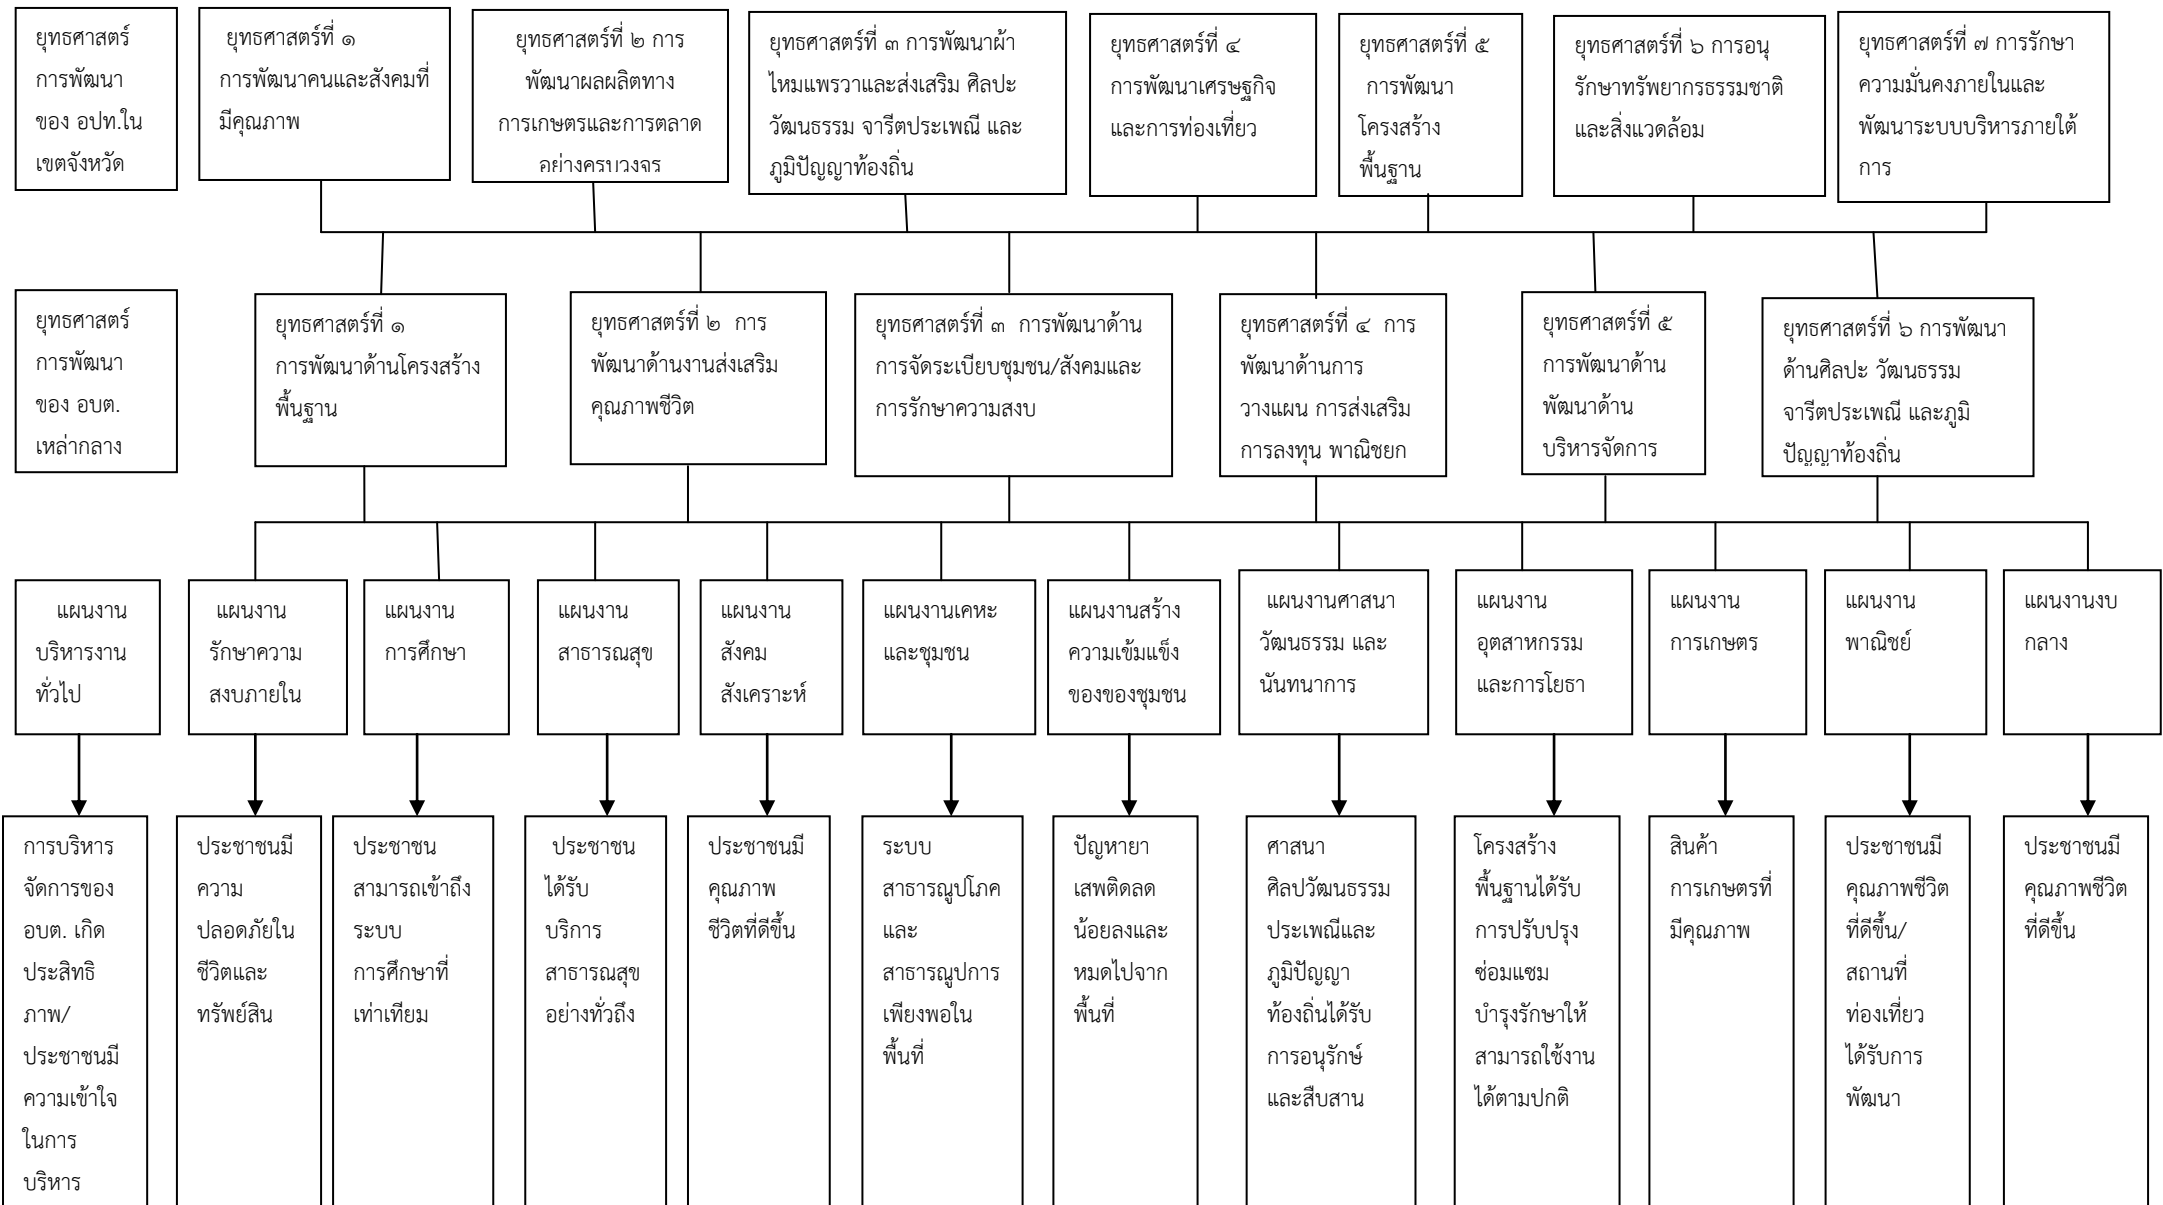 ยุทธศาสตร์
การพัฒนา
ของ อปท.ใน
เขตจังหวัด
ยุทธศาสตร์ที่ ๑
การพัฒนาคนและสังคมที่
มีคุณภาพ
ยุทธศาสตร์ที่ ๒ การ
พัฒนาผลผลิตทาง
การเกษตรและการตลาด
อย่างครบวงจร
ยุทธศาสตร์ที่ ๓ การพัฒนาผ้า
ไหมแพรวาและส่งเสริม ศิลปะ
วัฒนธรรม จารีตประเพณี และ
ภูมิปัญญาท้องถิ่น
ยุทธศาสตร์ที่ ๔
การพัฒนาเศรษฐกิจ
และการท่องเที่ยว
ยุทธศาสตร์ที่ ๕
การพัฒนา
โครงสร้าง
พื้นฐาน
ยุทธศาสตร์ที่ ๖ การอนุ
รักษาทรัพยากรธรรมชาติ
และสิ่งแวดล้อม
ยุทธศาสตร์ที่ ๗ การรักษา
ความมั่นคงภายในและ
พัฒนาระบบบริหารภายใต้
การ
ยุทธศาสตร์
การพัฒนา
ของ อบต.
เหล่ากลาง
ยุทธศาสตร์ที่ ๑
การพัฒนาด้านโครงสร้าง
พื้นฐาน
ยุทธศาสตร์ที่ ๒ การ
พัฒนาด้านงานส่งเสริม
คุณภาพชีวิต
ยุทธศาสตร์ที่ ๓ การพัฒนาด้าน
การจัดระเบียบชุมชน/สังคมและ
การรักษาความสงบ
ยุทธศาสตร์ที่ ๔ การ
พัฒนาด้านการ
วางแผน การส่งเสริม
การลงทุน พาณิชยก
ยุทธศาสตร์ที่ ๕
การพัฒนาด้าน
พัฒนาด้าน
บริหารจัดการ
ยุทธศาสตร์ที่ ๖ การพัฒนา
ด้านศิลปะ วัฒนธรรม
จารีตประเพณี และภูมิ
ปัญญาท้องถิ่น
แผนงาน
บริหารงาน
ทั่วไป
แผนงาน
รักษาความ
สงบภายใน
แผนงาน
การศึกษา
แผนงาน
สาธารณสุข
แผนงาน
สังคม
สังเคราะห์
แผนงานเคหะ
และชุมชน
แผนงานสร้าง
ความเข้มแข็ง
ของของชุมชน
แผนงานศาสนา
วัฒนธรรม และ
นันทนาการ
แผนงาน
อุตสาหกรรม
และการโยธา
แผนงาน
การเกษตร
แผนงาน
พาณิชย์
แผนงานงบ
กลาง
การบริหาร
จัดการของ
อบต. เกิด
ประสิทธิ
ภาพ/
ประชาชนมี
ความเข้าใจ
ในการ
บริหาร
ประชาชนมี
ความ
ปลอดภัยใน
ชีวิตและ
ทรัพย์สิน
ประชาชน
สามารถเข้าถึง
ระบบ
การศึกษาที่
เท่าเทียม
ประชาชน
ได้รับ
บริการ
สาธารณสุข
อย่างทั่วถึง
ประชาชนมี
คุณภาพ
ชีวิตที่ดีขึ้น
ระบบ
สาธารณูปโภค
และ
สาธารณูปการ
เพียงพอใน
พื้นที่
ปัญหายา
เสพติดลด
น้อยลงและ
หมดไปจาก
พื้นที่
ศาสนา
ศิลปวัฒนธรรม
ประเพณีและ
ภูมิปัญญา
ท้องถิ่นได้รับ
การอนุรักษ์
และสืบสาน
โครงสร้าง
พื้นฐานได้รับ
การปรับปรุง
ซ่อมแซม
บำรุงรักษาให้
สามารถใช้งาน
ได้ตามปกติ
สินค้า
การเกษตรที่
มีคุณภาพ
ประชาชนมี
คุณภาพชีวิต
ที่ดีขึ้น/
สถานที่
ท่องเที่ยว
ได้รับการ
พัฒนา
ประชาชนมี
คุณภาพชีวิต
ที่ดีขึ้น